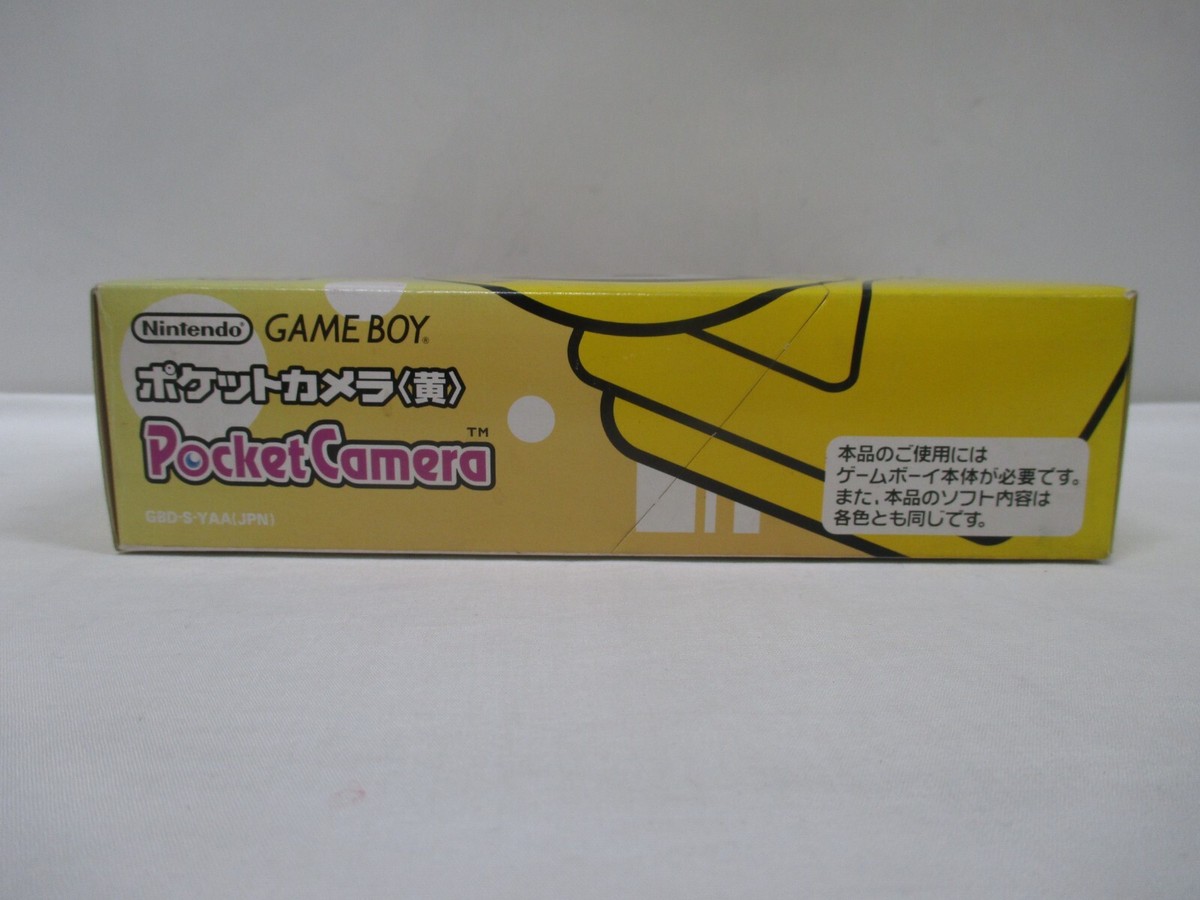 Nintendo® GAME BOY®
ポケットカメラ〈黄〉
PocketCamera™
GBD-S-YAA(JPN)
本品のご使用には
ゲームボーイ本体が必要です。
また、本品のソフト内容は
各色とも同じです。